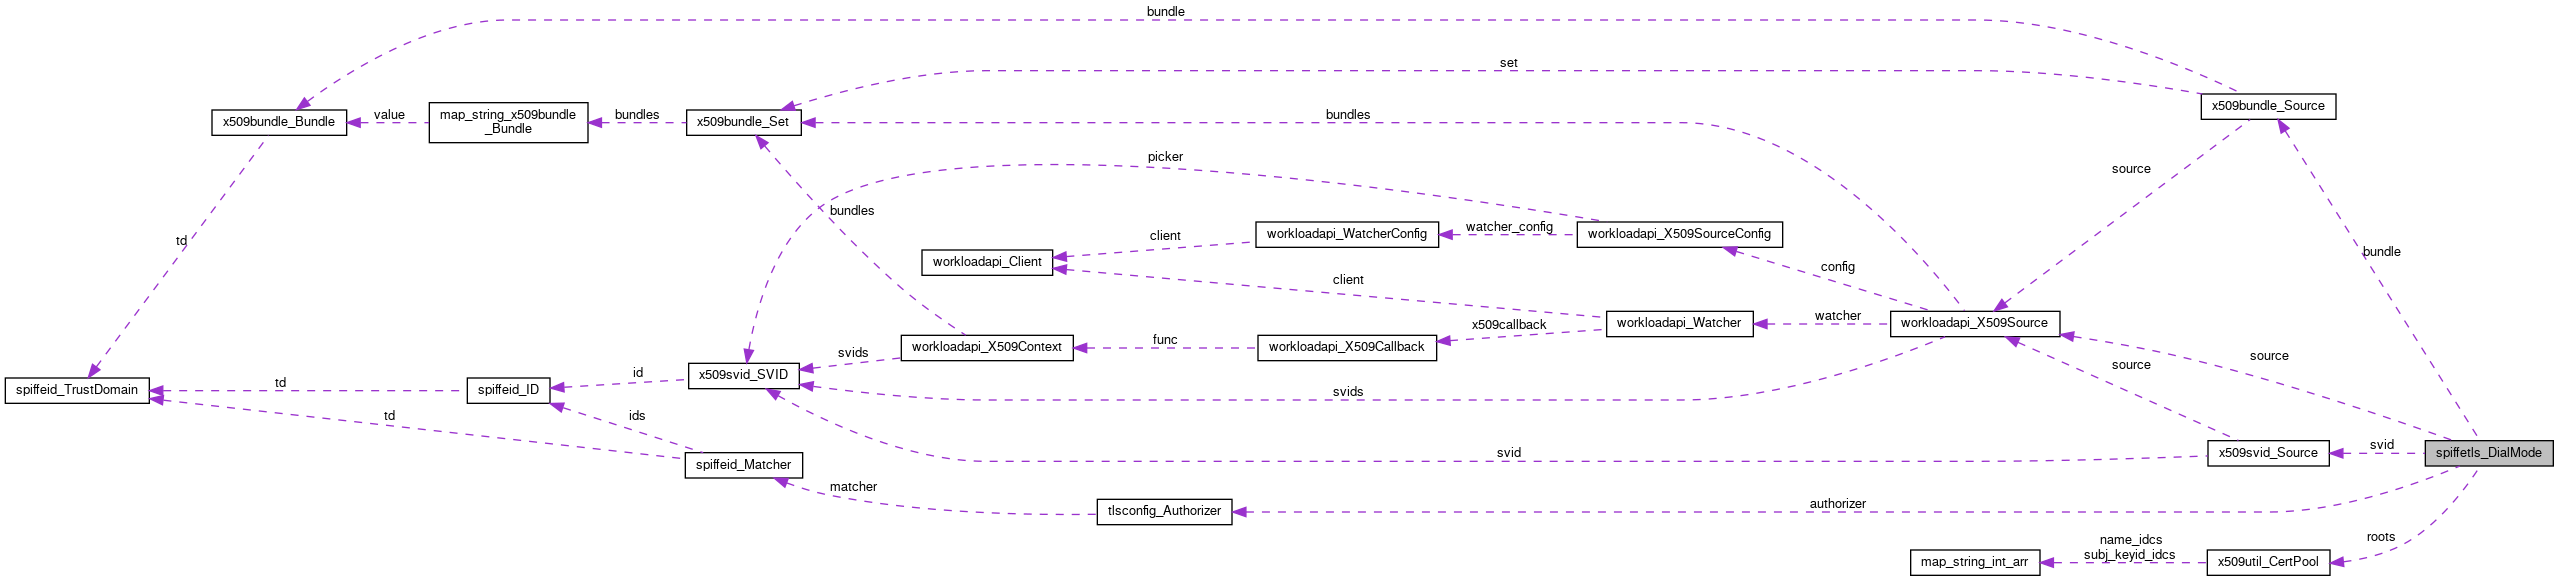 bundle
set
x509bundle_Source
x509bundle_Bundle
value
map_string_x509bundle
_Bundle
bundles
x509bundle_Set
bundles
picker
source
bundles
td
client
workloadapi_WatcherConfig
watcher_config
workloadapi_X509SourceConfig
workloadapi_Client
config
bundle
client
x509callback
workloadapi_Watcher
watcher
workloadapi_X509Source
svids
workloadapi_X509Context
func
workloadapi_X509Callback
source
source
spiffeid_TrustDomain
td
spiffeid_ID
id
x509svid_SVID
svids
td
ids
spiffeid_Matcher
svid
x509svid_Source
svid
spiffetls_DialMode
matcher
tlsconfig_Authorizer
authorizer
name_idcs
subj_keyid_idcs
roots
map_string_int_arr
x509util_CertPool